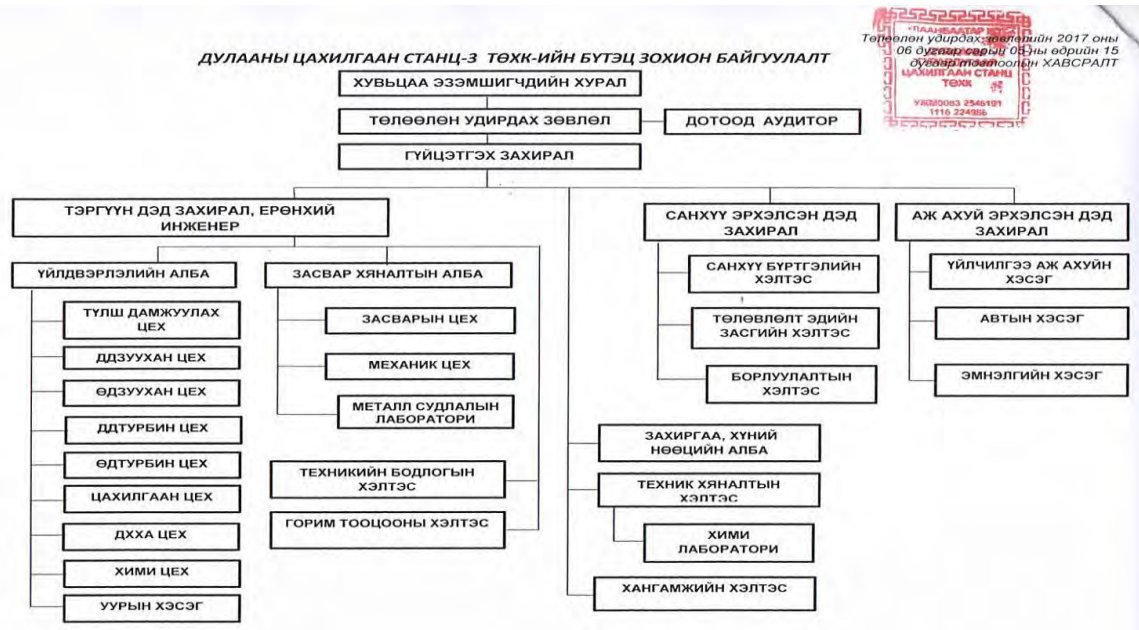 Төлөөлөн удирдах зөвлөлийн 2017 оны
06 дугаар сарын 05-ны өдрийн 15
дугаар тогтоолын ХАВСРАЛТ
ЦАХИЛГААН СТАНЦ
ТӨХК
1116 224986
ДУЛААНЫ ЦАХИЛГААН СТАНЦ-3 ТӨХК-ИЙН БҮТЭЦ ЗОХИОН БАЙГУУЛАЛТ
ХУВЬЦАА ЭЗЭМШИГЧДИЙН ХУРАЛ
ТӨЛӨӨЛӨН УДИРДАХ ЗӨВЛӨЛ
ДОТООД АУДИТОР
ГҮЙЦЭТГЭХ ЗАХИРАЛ
ТЭРГҮҮН ДЭД ЗАХИРАЛ, ЕРӨНХИЙ
ИНЖЕНЕР
ҮЙЛДВЭРЛЭЛИЙН АЛБА
ТҮЛШ ДАМЖУУЛАХ
ЦЕХ
ДДЗУУХАН ЦЕХ
ӨДЗУУХАН ЦЕХ
ДДТУРБИН ЦЕХ
ӨДТУРБИН ЦЕХ
ЦАХИЛГААН ЦЕХ
ДХХА ЦЕХ
ХИМИ ЦЕХ
УУРЫН ХЭСЭГ
ЗАСВАР ХЯНАЛТЫН АЛБА
ЗАСВАРЫН ЦЕХ
МЕХАНИК ЦЕХ
МЕТАЛЛ СУДЛАЛЫН
ЛАБОРАТОРИ
ТЕХНИКИЙН БОДЛОГЫН
ХЭЛТЭС
ГОРИМ ТООЦООНЫ ХЭЛТЭС
САНХҮҮ ЭРХЭЛСЭН ДЭД
ЗАХИРАЛ
САНХҮҮ БҮРТГЭЛИЙН
ХЭЛТЭС
ТӨЛӨВЛӨЛТ ЭДИЙН
ЗАСГИЙН ХЭЛТЭС
БОРЛУУЛАЛТЫН
ХЭЛТЭС
ЗАХИРГАА, ХҮНИЙ
НӨӨЦИЙН АЛБА
ТЕХНИК ХЯНАЛТЫН
ХЭЛТЭС
ХИМИ
ЛАБОРАТОРИ
ХАНГАМЖИЙН ХЭЛТЭС
АЖ АХУЙ ЭРХЭЛСЭН ДЭД
ЗАХИРАЛ
ҮЙЛЧИЛГЭЭ АЖ АХУЙН
ХЭСЭГ
АВТЫН ХЭСЭГ
ЭМНЭЛГИЙН ХЭСЭГ